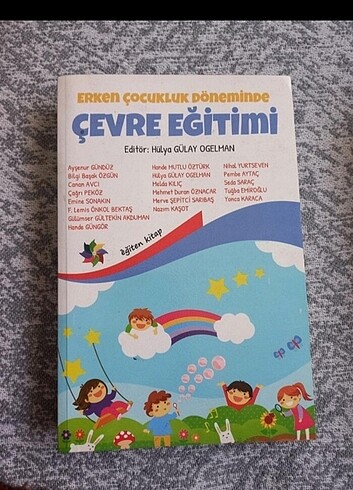 ERKEN ÇOCUKLUK DÖNEMİNDE
ÇEVRE EĞİTİMİ
Editör: Hülya GÜLAY OGELMAN
Ayşenur GÜNDÜZ
Bilgi Başak ÖZGÜN
Canan AVCI
Çağrı PEKÖZ
Emine SONAKIN
F. Lemis ÖNKOL BEKTAŞ
Gülümser GÜLTEKİN AKDUMAN
Hande GÜNGÖR
Hande MUTLU ÖZTÜRK
Hülya GÜLAY OGELMAN
Melda KILIÇ
Mehmet Duran ÖZNACAR
Merve ŞEPİTCİ SARIBAŞ
Nazım KAŞOT
Nihal YURTSEVEN
Pembe AYTAÇ
Seda SARAÇ
Tuğba EMİROĞLU
Yonca KARACA
eğiten kitap